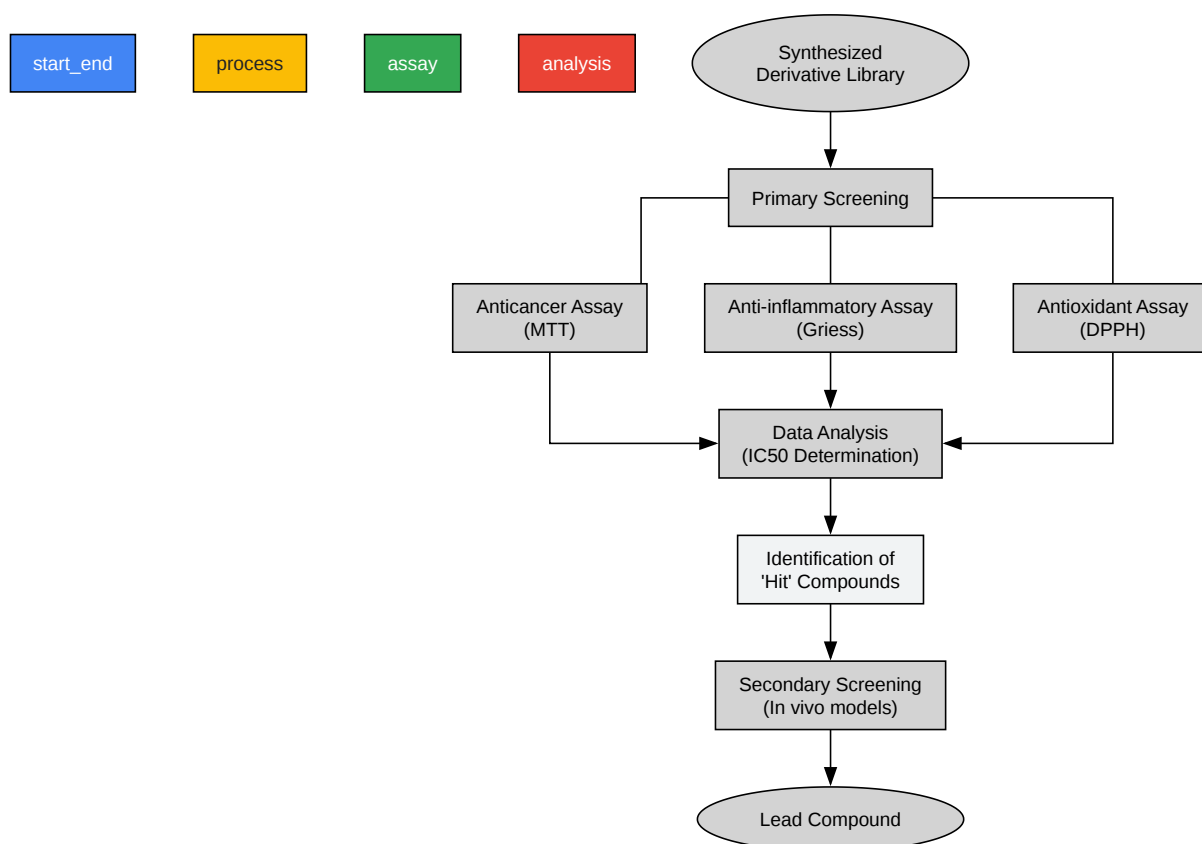 start_end
process
assay
analysis
Synthesized
Derivative Library
Primary Screening
Anticancer Assay
(MTT)
Anti-inflammatory Assay
(Griess)
Antioxidant Assay
(DPPH)
Data Analysis
(IC50 Determination)
Identification of
'Hit' Compounds
Secondary Screening
(In vivo models)
Lead Compound